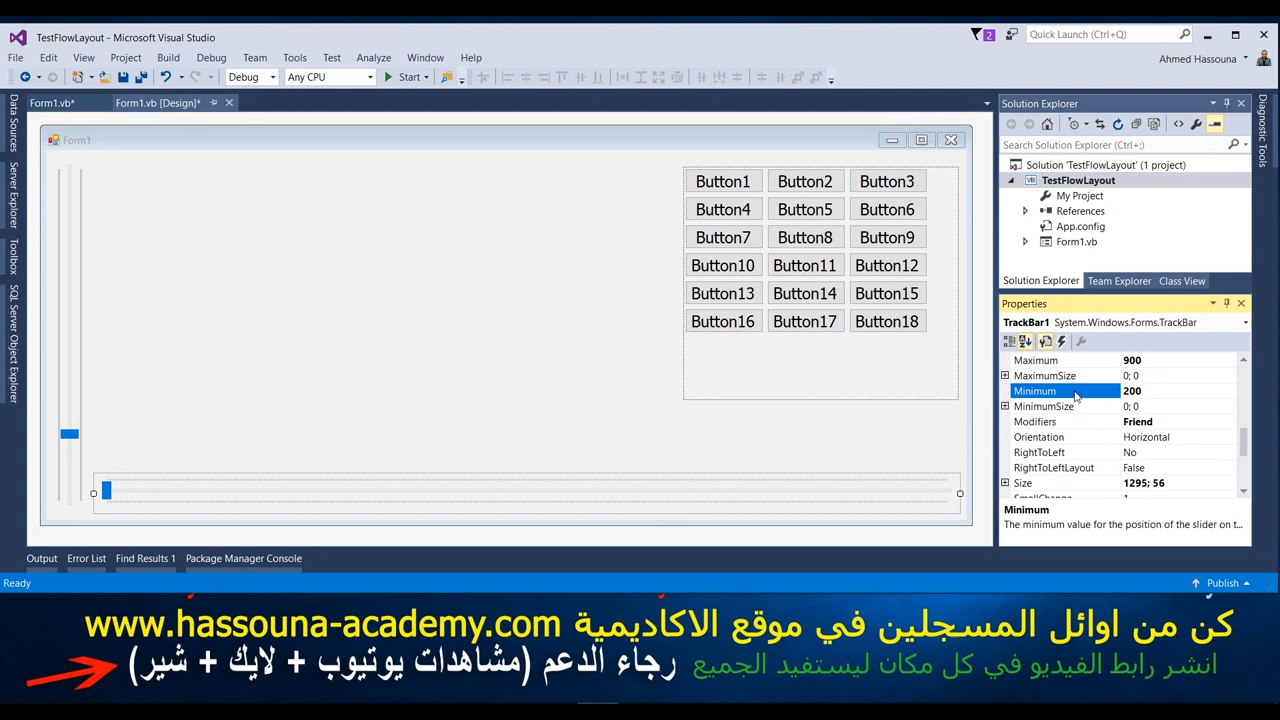 TestFlowLayout - Microsoft Visual Studio
2
Quick Launch (Ctrl+Q)
File Edit View Project Build Debug Team Tools Test Analyze Window Help
Ahmed Hassouna
Debug Any CPU Start
Form1.vb* Form1.vb [Design]*
Data Sources
Server Explorer
Toolbox
SQL Server Object Explorer
Form1
Button1 Button2 Button3
Button4 Button5 Button6
Button7 Button8 Button9
Button10 Button11 Button12
Button13 Button14 Button15
Button16 Button17 Button18
Solution Explorer
Search Solution Explorer (Ctrl+;)
Solution 'TestFlowLayout' (1 project)
VB TestFlowLayout
My Project
References
App.config
Form1.vb
Solution Explorer Team Explorer Class View
Diagnostic Tools
Properties
TrackBar1 System.Windows.Forms.TrackBar
Maximum 900
MaximumSize 0; 0
Minimum 200
MinimumSize 0; 0
Modifiers Friend
Orientation Horizontal
RightToLeft No
RightToLeftLayout False
Size 1295; 56
SmallChange 1
Minimum
The minimum value for the position of the slider on t...
Output Error List Find Results 1 Package Manager Console
Ready
Publish
كن من اوائل المسجلين في موقع الاكاديمية www.hassouna-academy.com
انشر رابط الفيديو في كل مكان ليستفيد الجميع رجاء الدعم (مشاهدات يوتيوب + لايك + شير)